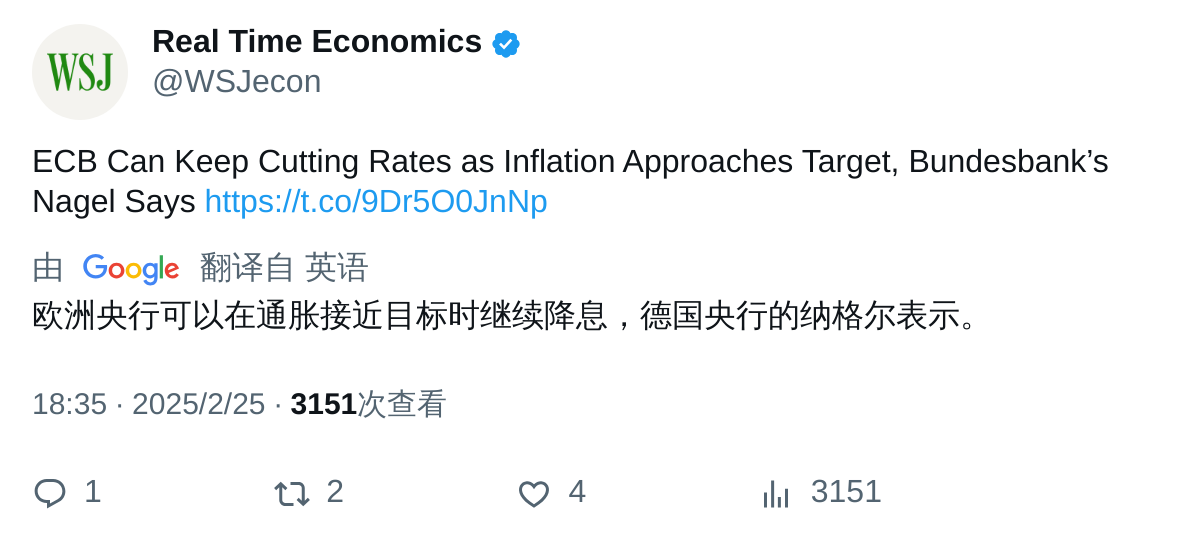 WSJ
Real Time Economics
@WSJecon
ECB Can Keep Cutting Rates as Inflation Approaches Target, Bundesbank’s
Nagel Says https://t.co/9Dr5O0JnNp
由 Google 翻译自 英语
欧洲央行可以在通胀接近目标时继续降息，德国央行的纳格尔表示。
18:35 · 2025/2/25 · 3151次查看
1 2 4 3151